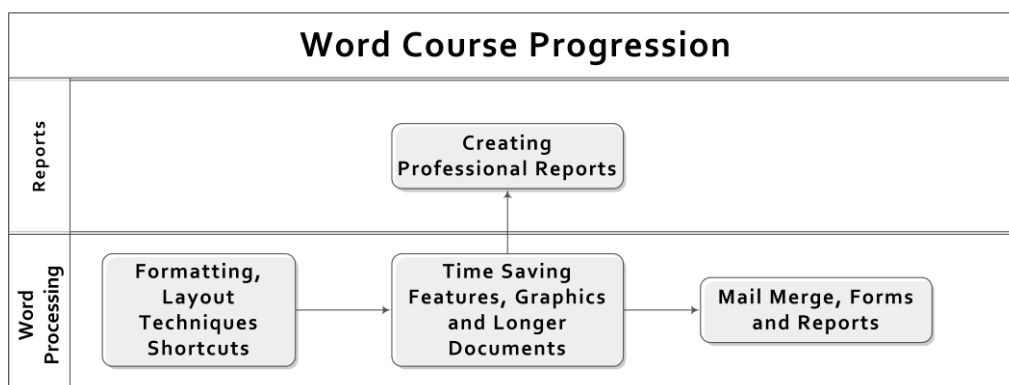 Word Course Progression
Reports
Creating
Professional Reports
Word
Processing
Formatting,
Layout
Techniques
Shortcuts
Time Saving
Features, Graphics
and Longer
Documents
Mail Merge, Forms
and Reports